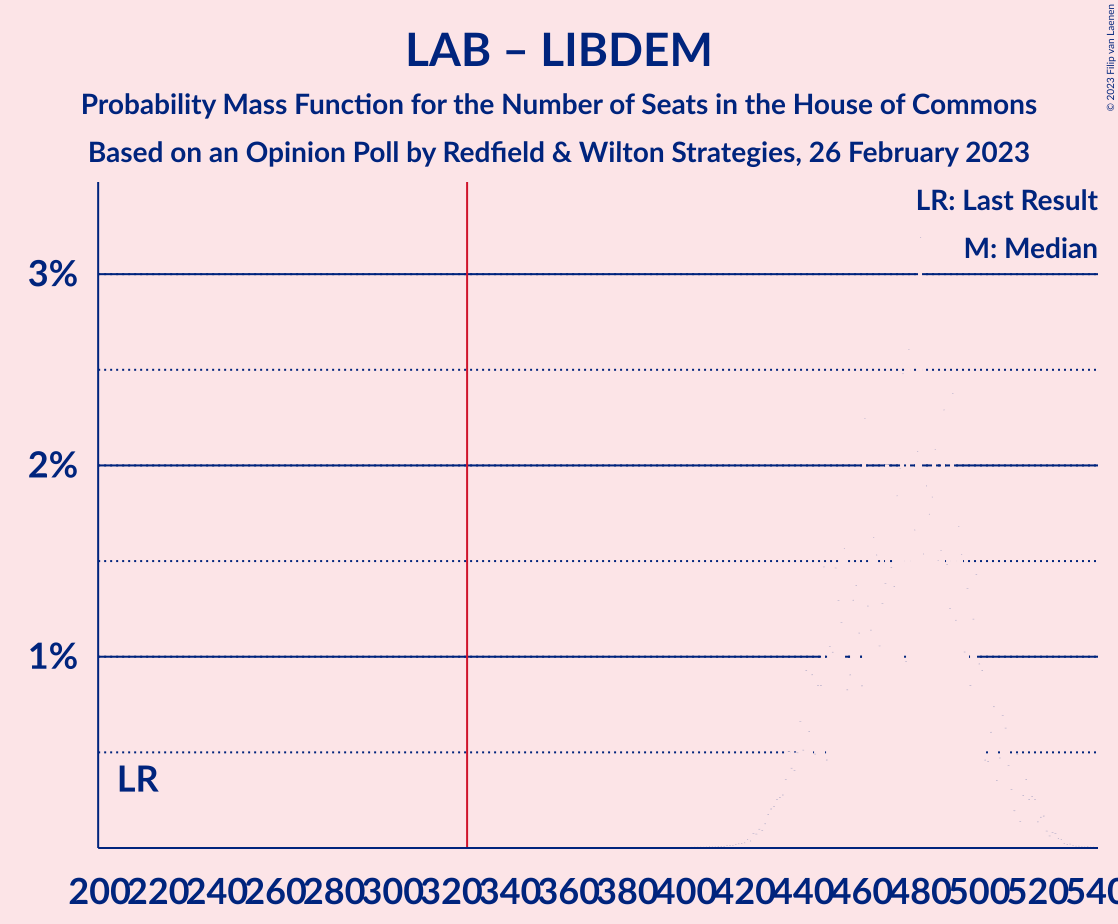 LAB – LIBDEM
Probability Mass Function for the Number of Seats in the House of Commons
Based on an Opinion Poll by Redfield & Wilton Strategies, 26 February 2023
© 2023 Filip van Laenen
LR: Last Result
M: Median
3%
2%
1%
LR
200 220 240 260 280 300 320 340 360 380 400 420 440 460 480 500 520 540